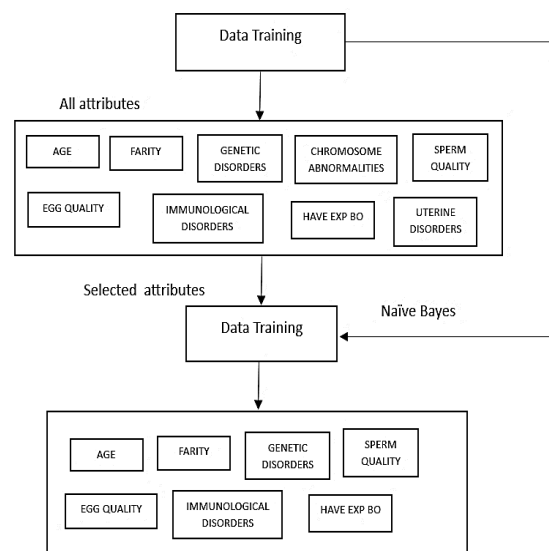 Data Training
All attributes
AGE
FARITY
GENETIC
DISORDERS
CHROMOSOME
ABNORMALITIES
SPERM
QUALITY
EGG QUALITY
IMMUNOLOGICAL
DISORDERS
HAVE EXP BO
UTERINE
DISORDERS
Selected attributes
Naïve Bayes
Data Training
AGE
FARITY
GENETIC
DISORDERS
SPERM
QUALITY
EGG QUALITY
IMMUNOLOGICAL
DISORDERS
HAVE EXP BO